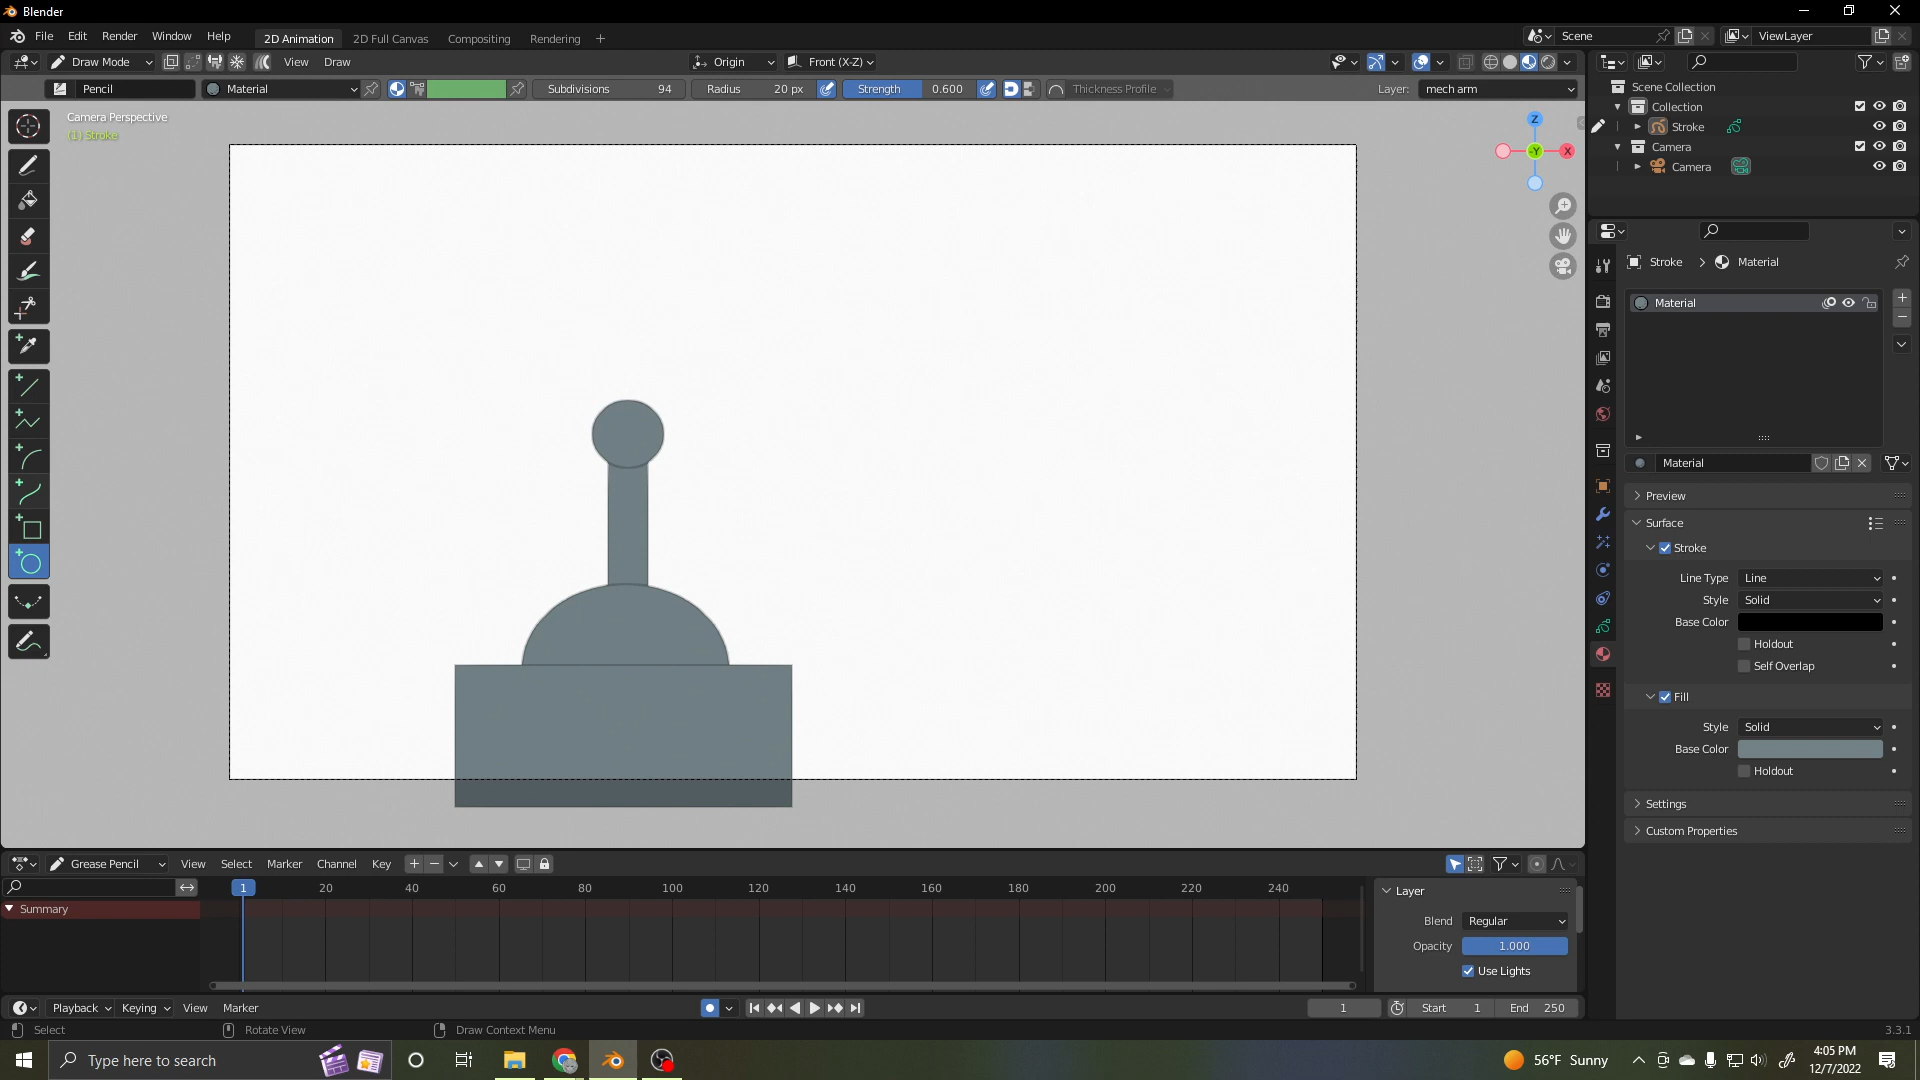 Blender
File Edit Render Window Help
2D Animation 2D Full Canvas Compositing Rendering +
Scene ViewLayer
Draw Mode View Draw Origin Front (X-Z)
Pencil Material Subdivisions 94 Radius 20 px Strength 0.600 Thickness Profile Layer: mech arm
Camera Perspective
(1) Stroke
Z
-Y X
Scene Collection
Collection
Stroke
Camera
Camera
Stroke > Material
Material
Material
Preview
Surface
Stroke
Line Type Line
Style Solid
Base Color
Holdout
Self Overlap
Fill
Style Solid
Base Color
Holdout
Settings
Custom Properties
Grease Pencil View Select Marker Channel Key
1 20 40 60 80 100 120 140 160 180 200 220 240
Summary
Layer
Blend Regular
Opacity 1.000
Use Lights
Playback Keying View Marker 1 Start 1 End 250
Select Rotate View Draw Context Menu 3.3.1
Type here to search 56°F Sunny 4:05 PM
12/7/2022